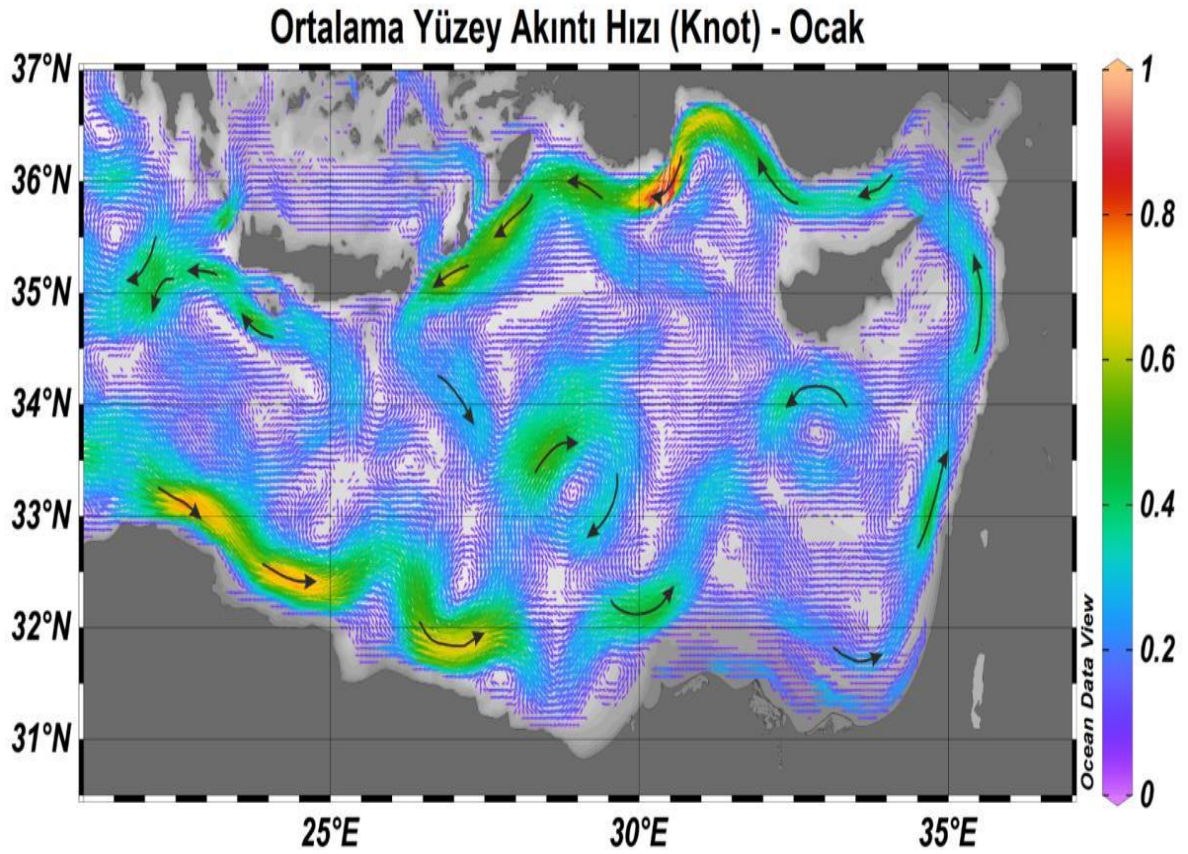 Ortalama Yüzey Akıntı Hızı (Knot) - Ocak
37°N
36°N
35°N
34°N
33°N
32°N
31°N
25°E
30°E
35°E
1
0.8
0.6
0.4
0.2
0
Ocean Data View